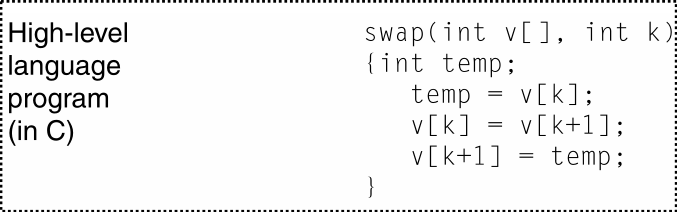 High-level
language
program
(in C)
swap(int v[], int k)
{int temp;
   temp = v[k];
   v[k] = v[k+1];
   v[k+1] = temp;
}